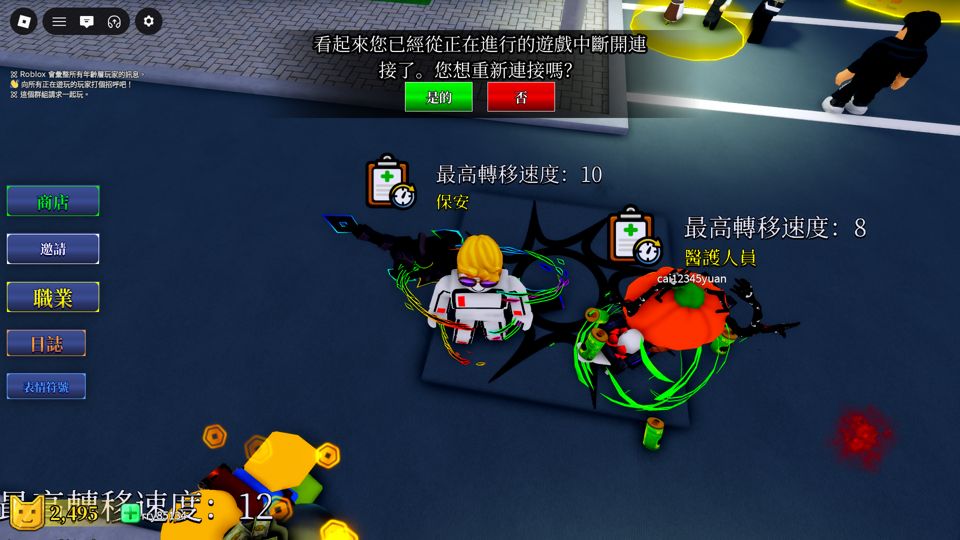 看起來您已經從正在進行的遊戲中斷開連
接了。您想重新連接嗎？
是的
否
Roblox 會彙整所有年齡層玩家的訊息。
向所有正在遊玩的玩家打個招呼吧！
這個群組請求一起玩。
最高轉移速度：10
保安
最高轉移速度：8
醫護人員
cai12345yuan
商店
邀請
職業
日誌
表情符號
最高轉移速度：12
2,495